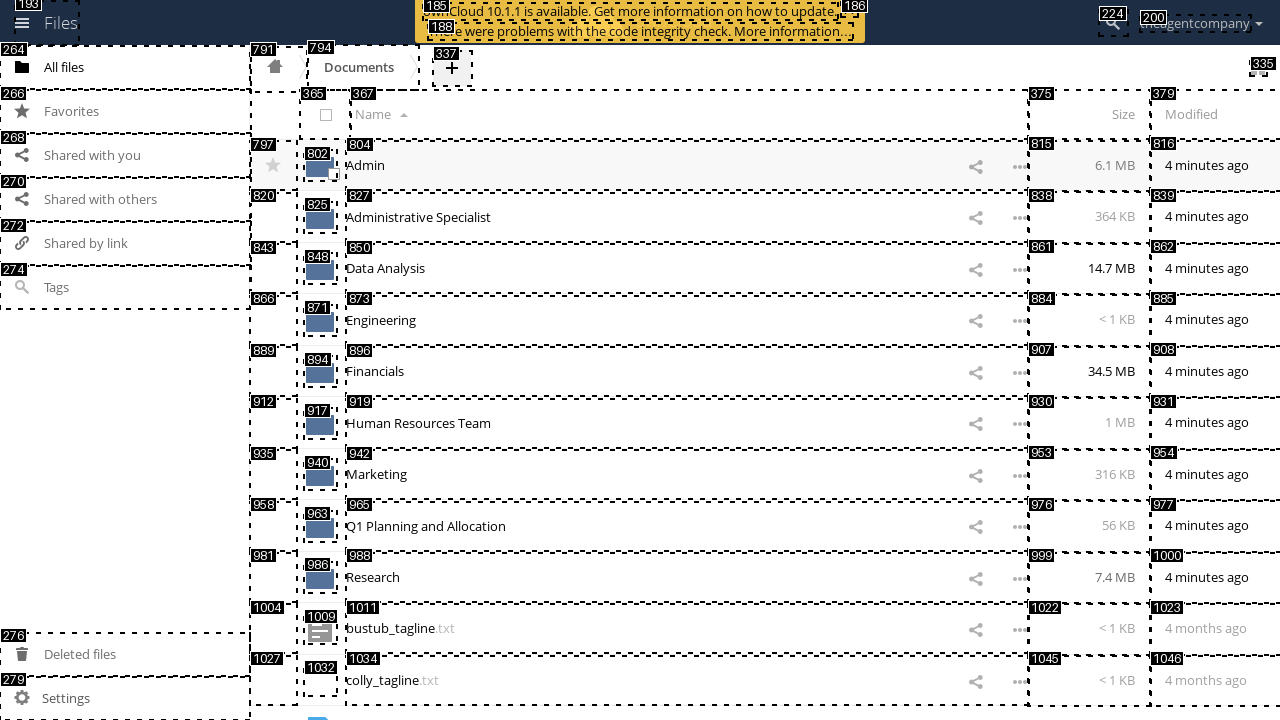 193
Files
185
ownCloud 10.1.1 is available. Get more information on how to update.
186
188
There were problems with the code integrity check. More information…
224
200
theagentcompany
264
All files
791
794
Documents
337
+
335
266
Favorites
365
367
Name
375
Size
379
Modified
268
Shared with you
797
802
804
Admin
815
6.1 MB
816
4 minutes ago
270
Shared with others
820
825
827
Administrative Specialist
838
364 KB
839
4 minutes ago
272
Shared by link
843
848
850
Data Analysis
861
14.7 MB
862
4 minutes ago
274
Tags
866
871
873
Engineering
884
< 1 KB
885
4 minutes ago
889
894
896
Financials
907
34.5 MB
908
4 minutes ago
912
917
919
Human Resources Team
930
1 MB
931
4 minutes ago
935
940
942
Marketing
953
316 KB
954
4 minutes ago
958
963
965
Q1 Planning and Allocation
976
56 KB
977
4 minutes ago
981
986
988
Research
999
7.4 MB
1000
4 minutes ago
1004
1009
1011
bustub_tagline.txt
1022
< 1 KB
1023
4 months ago
276
Deleted files
1027
1032
1034
colly_tagline.txt
1045
< 1 KB
1046
4 months ago
279
Settings